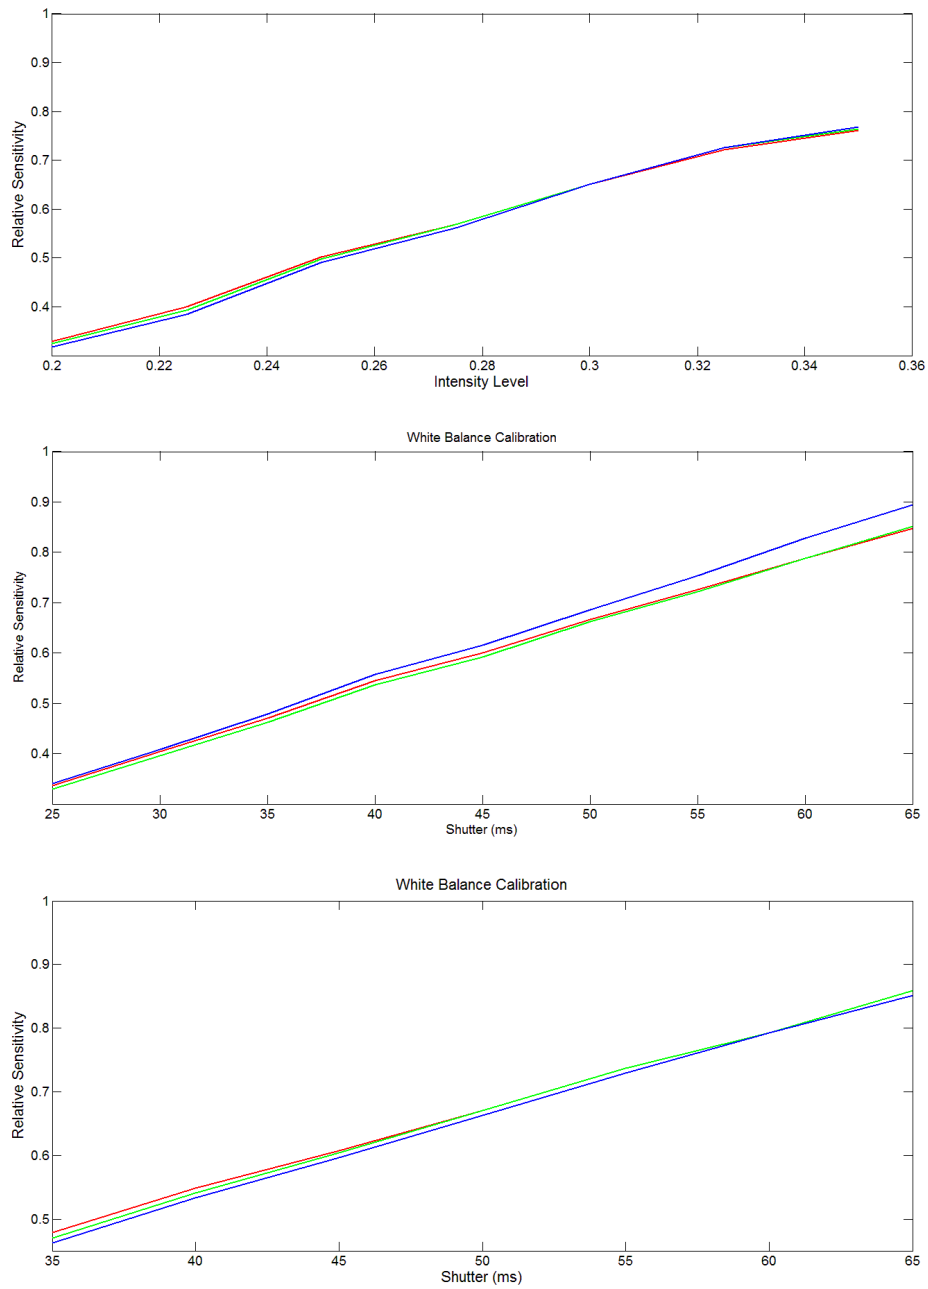 1
0.9
0.8
0.7
0.6
0.5
0.4
Relative Sensitivity
0.2 0.22 0.24 0.26 0.28 0.3 0.32 0.34 0.36
Intensity Level
White Balance Calibration
1
0.9
0.8
0.7
0.6
0.5
0.4
Relative Sensitivity
25 30 35 40 45 50 55 60 65
Shutter (ms)
White Balance Calibration
1
0.9
0.8
0.7
0.6
0.5
Relative Sensitivity
35 40 45 50 55 60 65
Shutter (ms)